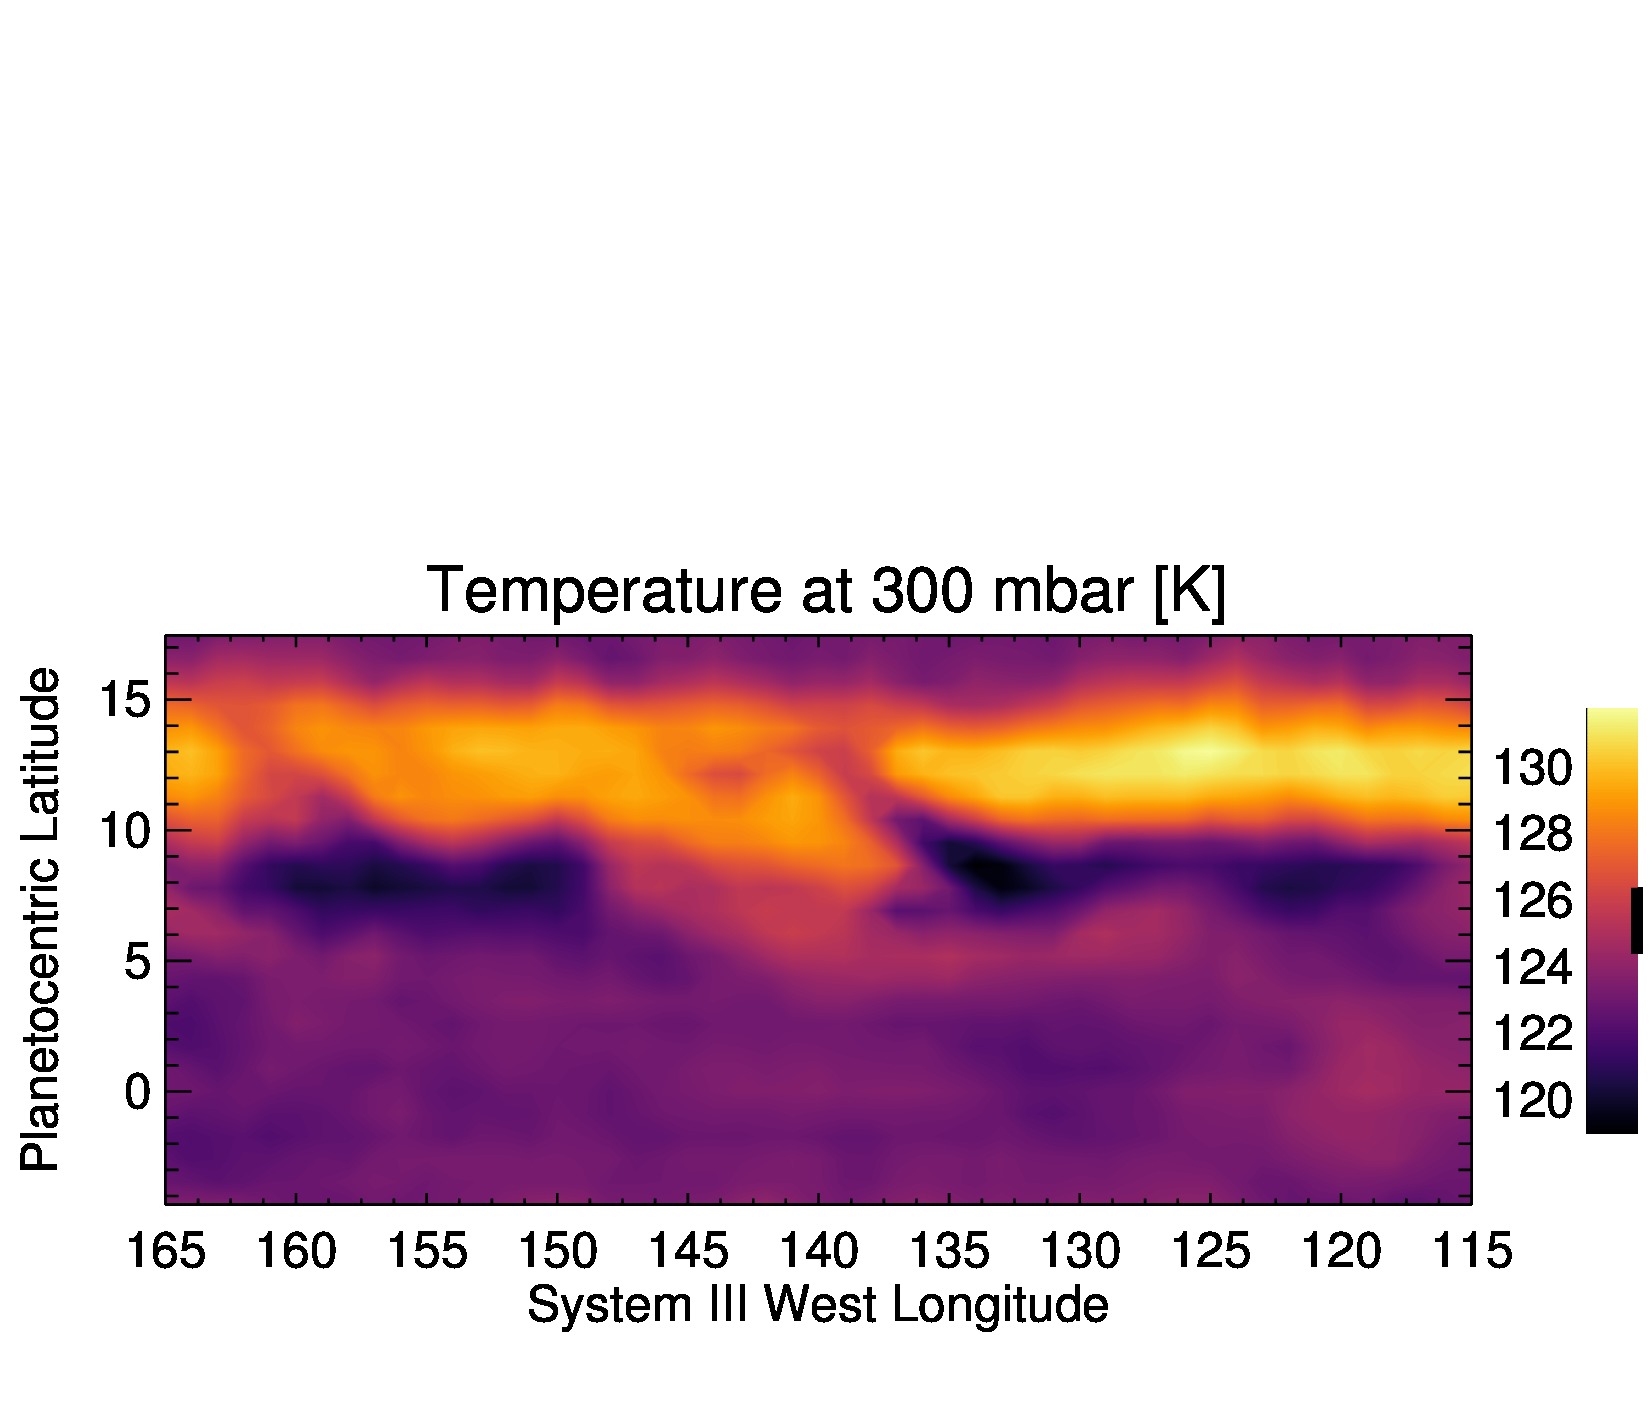 Temperature at 300 mbar [K]
Planetocentric Latitude
15
10
5
0
130
128
126
124
122
120
165 160 155 150 145 140 135 130 125 120 115
System III West Longitude